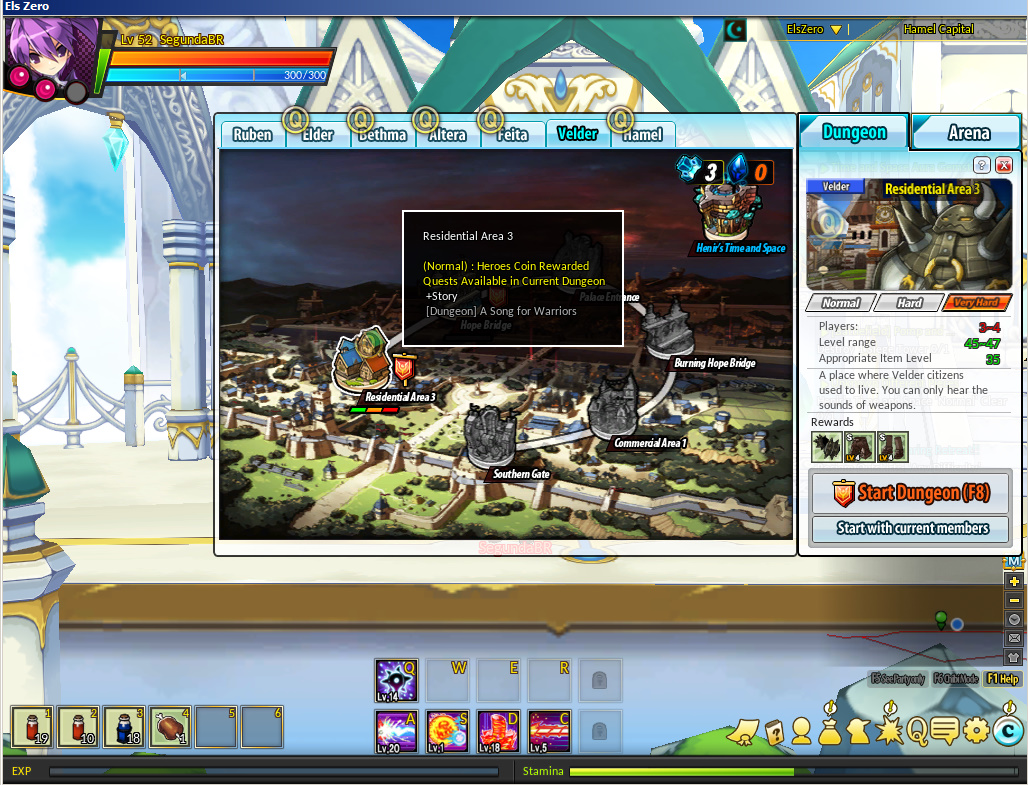 Els Zero
Lv 52 SegundaBR
300/300
ElsZero
Hamel Capital
Ruben
Elder
Bethma
Altera
Feita
Velder
Hamel
Q Q Q Q Q
3
0
Henir's Time and Space
Residential Area 3
(Normal) : Heroes Coin Rewarded
Quests Available in Current Dungeon
+Story
[Dungeon] A Song for Warriors
Palace Entrance
Hope Bridge
Burning Hope Bridge
Residential Area 3
Commercial Area 1
Southern Gate
SegundaBR
Dungeon
Arena
?
X
Velder
Residential Area 3
Normal
Hard
Very Hard
Players: 3~4
Level range 45~47
Appropriate Item Level 35
A place where Velder citizens
used to live. You can only hear the
sounds of weapons.
Rewards
S LV 4
S LV 4
Start Dungeon (F8)
Start with current members
M
F5 See Party only
F1 Help
Q Lv.14
W
E
R
A Lv.20
S Lv.1
D Lv.18
C Lv.5
1 19
2 10
3 18
4 1
5
6
C
EXP
Stamina